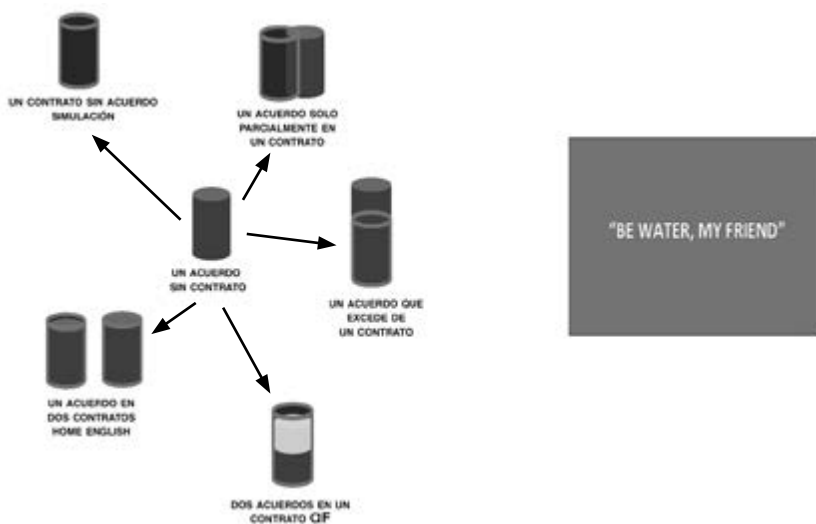 UN CONTRATO SIN ACUERDO
SIMULACIÓN
UN ACUERDO SOLO
PARCIALMENTE EN
UN CONTRATO
"BE WATER, MY FRIEND"
UN ACUERDO
SIN CONTRATO
UN ACUERDO QUE
EXCEDE DE
UN CONTRATO
UN ACUERDO EN
DOS CONTRATOS
HOME ENGLISH
DOS ACUERDOS EN UN
CONTRATO CIF